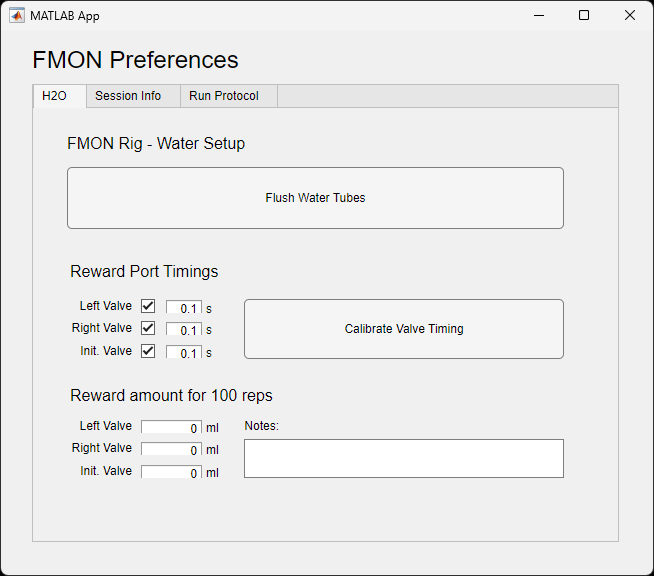 MATLAB App
FMON Preferences
H2O Session Info Run Protocol
FMON Rig - Water Setup
Flush Water Tubes
Reward Port Timings
Left Valve 0.1 s
Right Valve 0.1 s
Init. Valve 0.1 s
Calibrate Valve Timing
Reward amount for 100 reps
Left Valve 0 ml
Right Valve 0 ml
Init. Valve 0 ml
Notes: